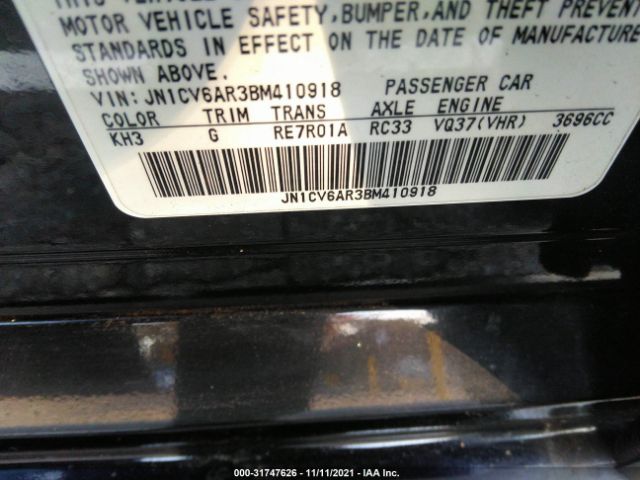 THIS VEHICLE
MOTOR VEHICLE SAFETY, BUMPER, AND THEFT PREVENT
STANDARDS IN EFFECT ON THE DATE OF MANUFACTURE
SHOWN ABOVE.
VIN: JN1CV6AR3BM410918 PASSENGER CAR
COLOR TRIM TRANS AXLE ENGINE
KH3 G RE7R01A RC33 VQ37(VHR) 3696CC
JN1CV6AR3BM410918
000-31747626 - 11/11/2021 - IAA Inc.